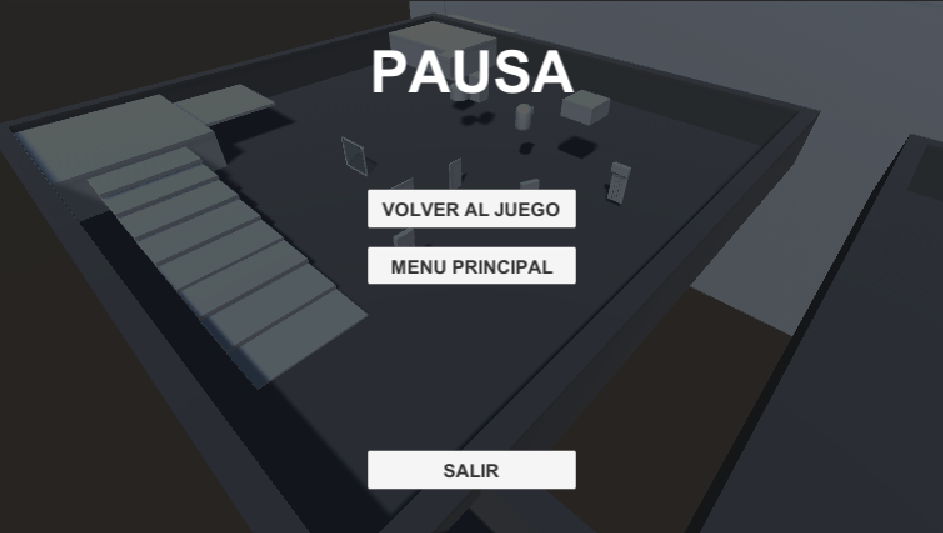 PAUSA
VOLVER AL JUEGO
MENU PRINCIPAL
SALIR